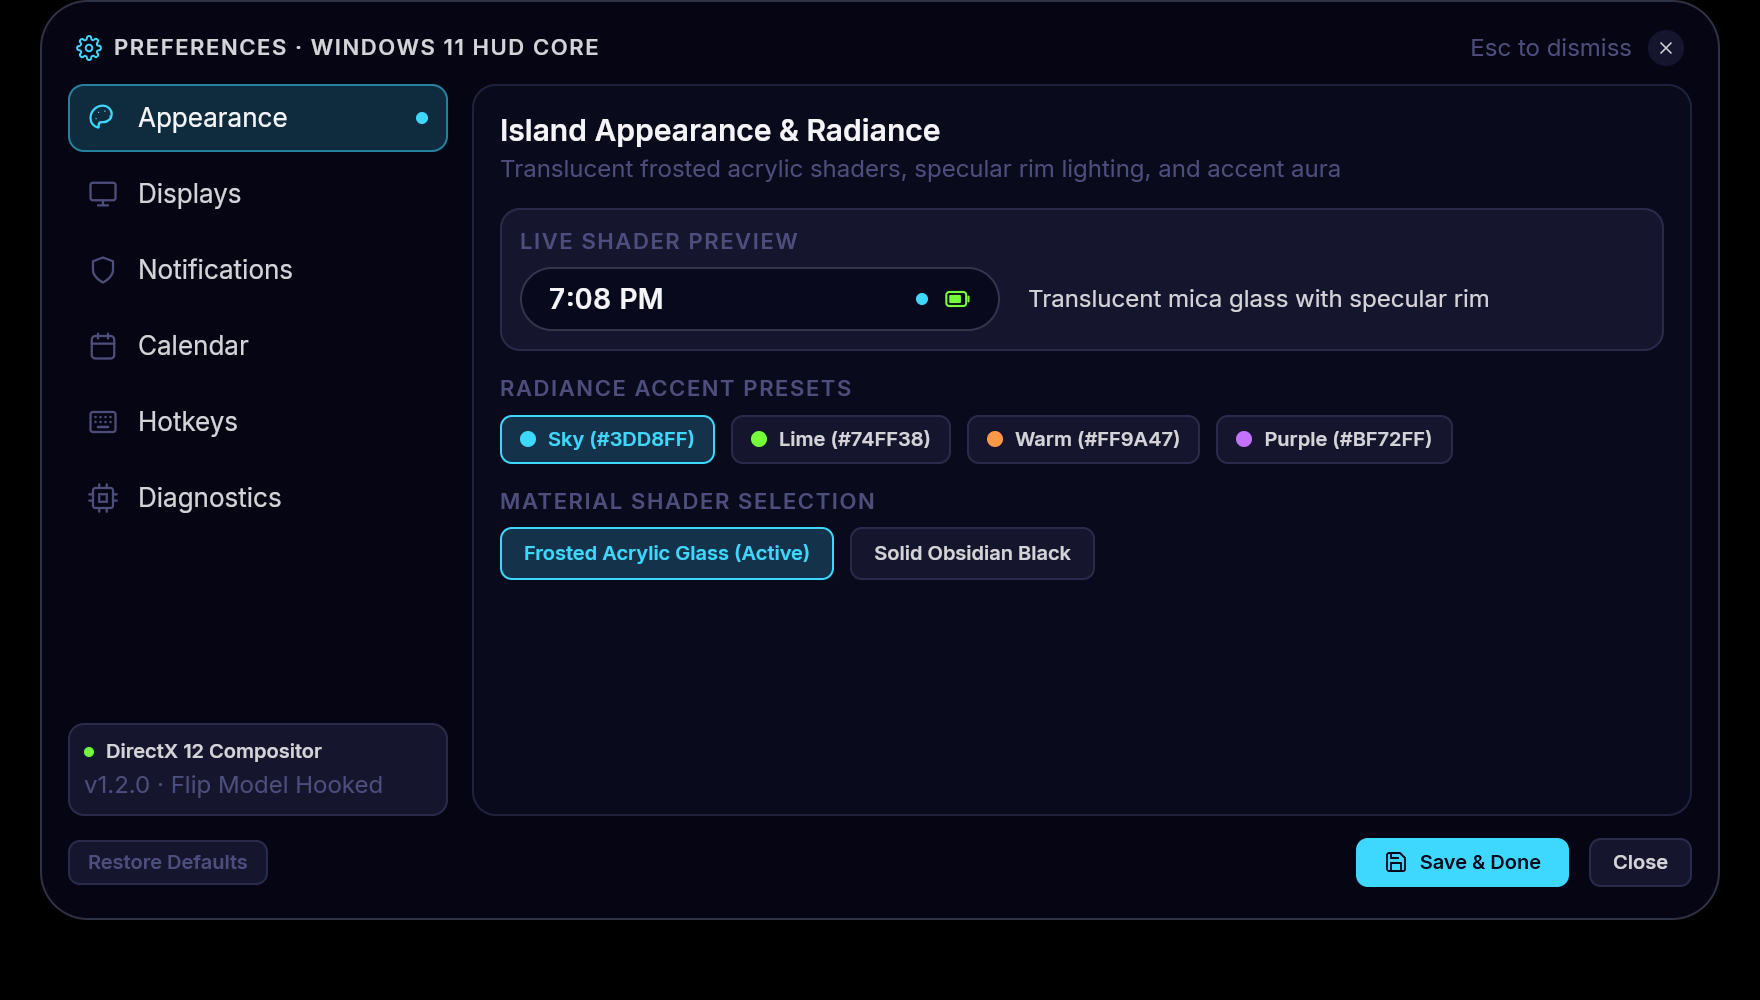 PREFERENCES · WINDOWS 11 HUD CORE
Esc to dismiss
Appearance
Displays
Notifications
Calendar
Hotkeys
Diagnostics
DirectX 12 Compositor
v1.2.0 · Flip Model Hooked
Island Appearance & Radiance
Translucent frosted acrylic shaders, specular rim lighting, and accent aura
LIVE SHADER PREVIEW
7:08 PM
Translucent mica glass with specular rim
RADIANCE ACCENT PRESETS
Sky (#3DD8FF)
Lime (#74FF38)
Warm (#FF9A47)
Purple (#BF72FF)
MATERIAL SHADER SELECTION
Frosted Acrylic Glass (Active)
Solid Obsidian Black
Restore Defaults
Save & Done
Close